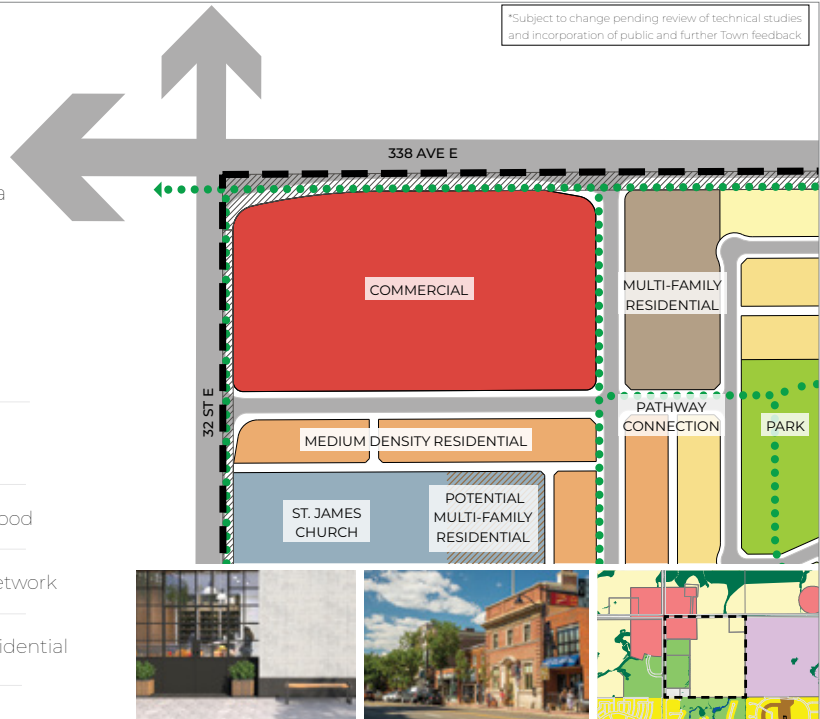 *Subject to change pending review of technical studies
and incorporation of public and further Town feedback
338 AVE E
a
COMMERCIAL
MULTI-FAMILY
RESIDENTIAL
32 ST E
PATHWAY
CONNECTION
PARK
MEDIUM DENSITY RESIDENTIAL
ST. JAMES
CHURCH
POTENTIAL
MULTI-FAMILY
RESIDENTIAL
ood
etwork
idential